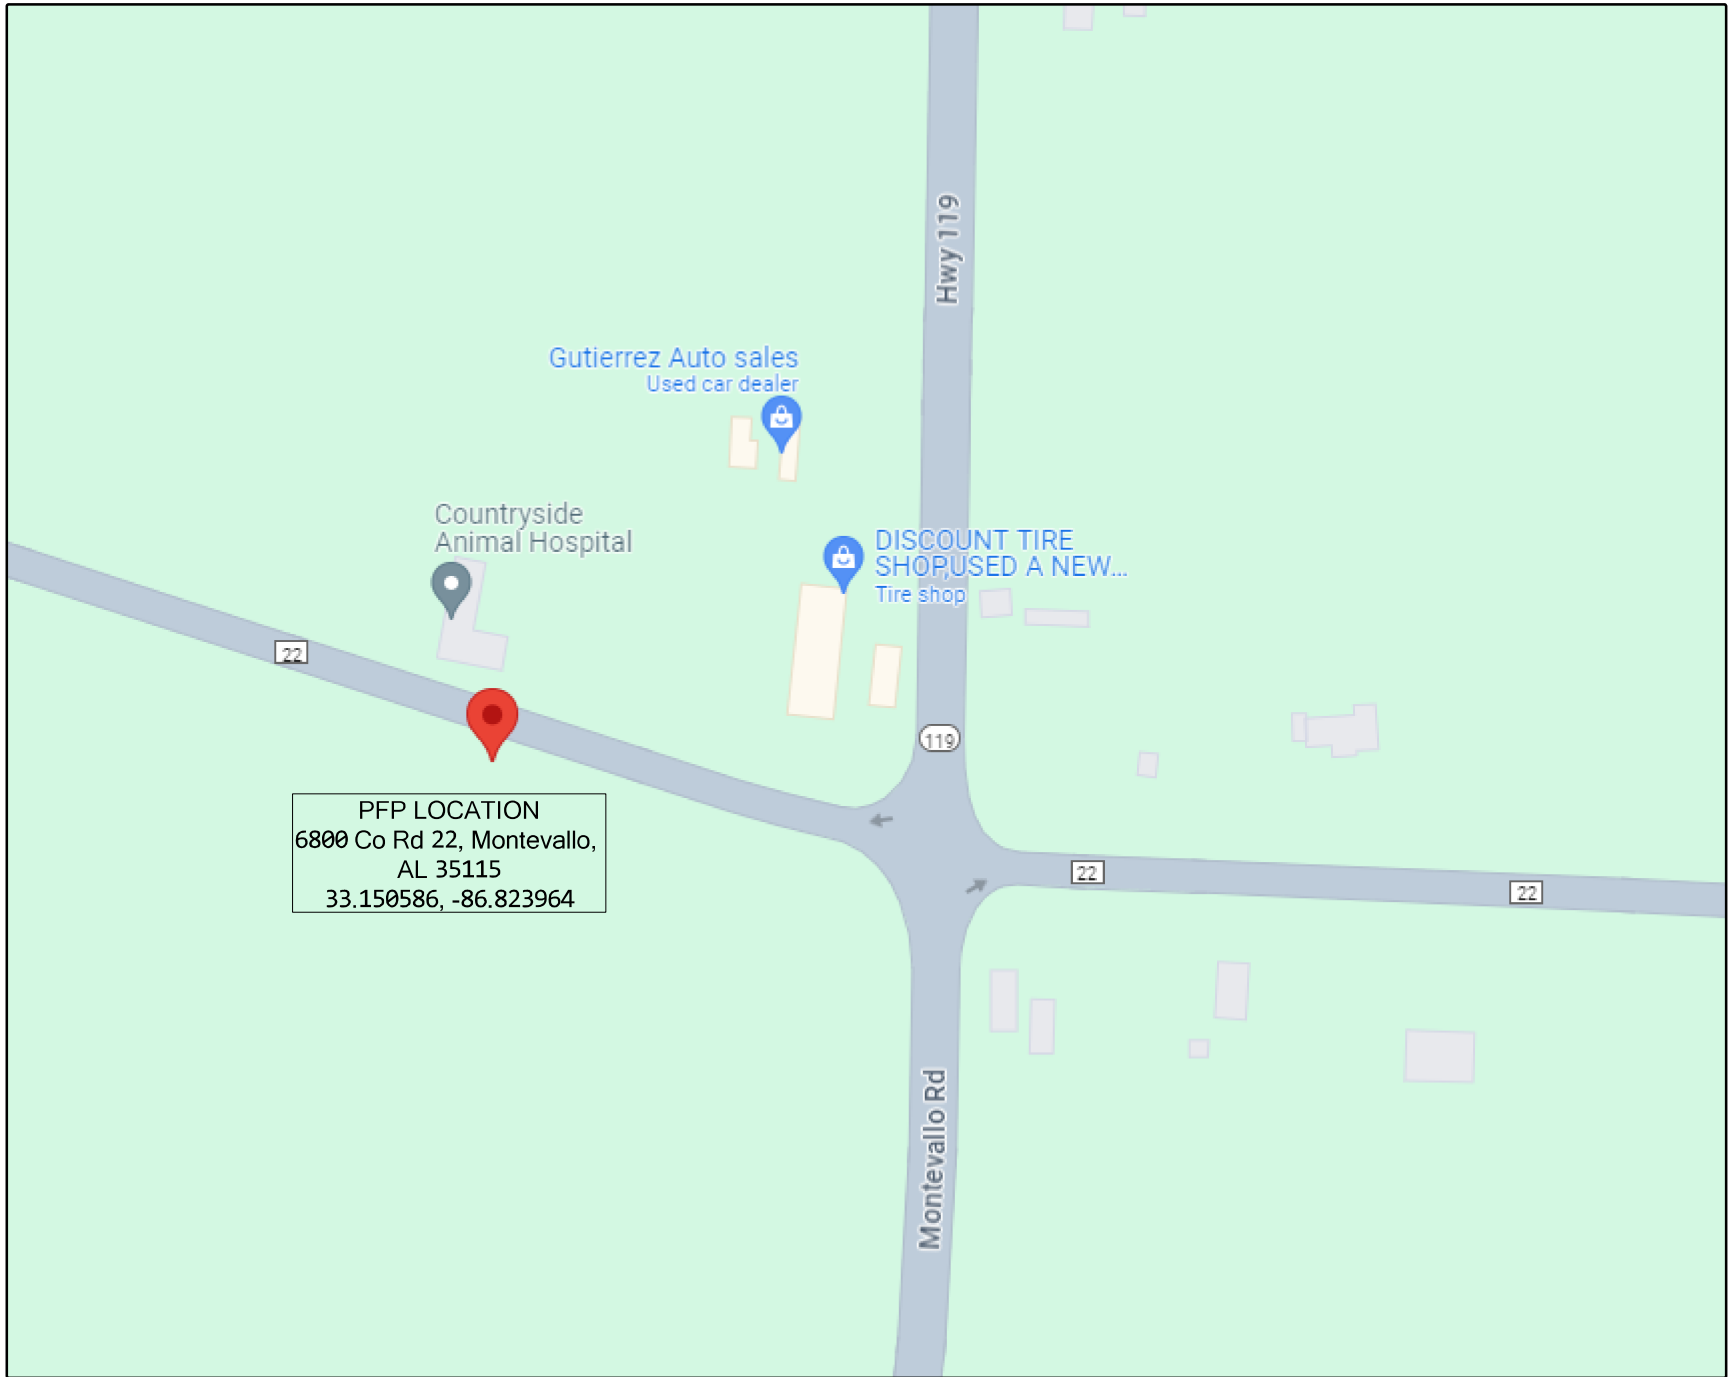 Hwy 119
Gutierrez Auto sales
Used car dealer
Countryside
Animal Hospital
DISCOUNT TIRE
SHOP,USED A NEW...
Tire shop
22
119
PFP LOCATION
6800 Co Rd 22, Montevallo,
AL 35115
33.150586, -86.823964
22
22
Montevallo Rd